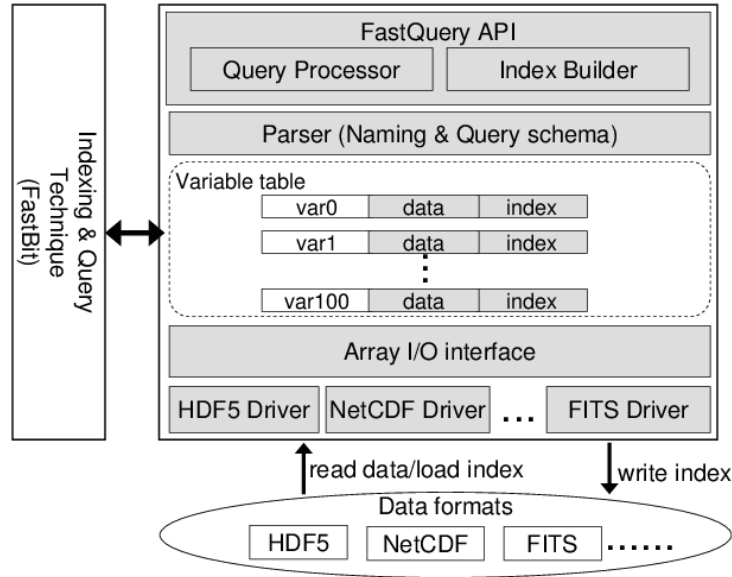 FastQuery API
Query Processor
Index Builder
Parser (Naming & Query schema)
Indexing & Query
Technique
(FastBit)
Variable table
var0 data index
var1 data index
var100 data index
Array I/O interface
HDF5 Driver NetCDF Driver ... FITS Driver
read data/load index
write index
Data formats
HDF5 NetCDF FITS ......